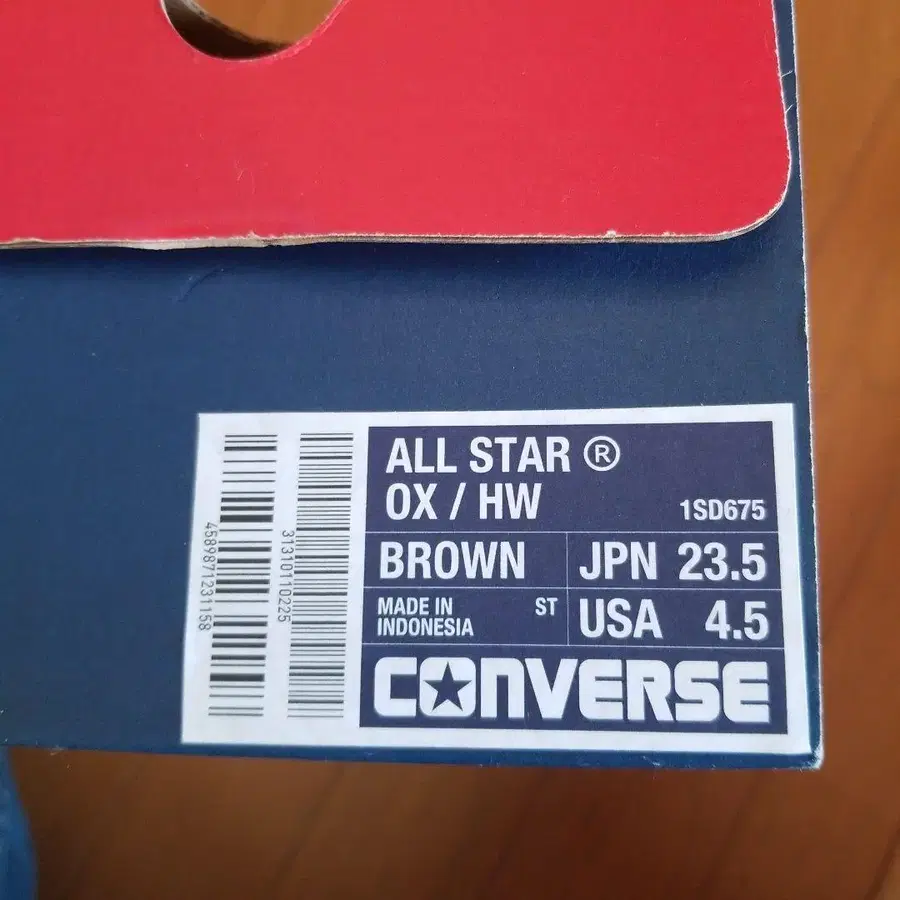 ALL STAR ®
OX / HW
1SD675
BROWN
JPN 23.5
MADE IN
INDONESIA
ST
USA 4.5
CONVERSE
4589871231158
31310110225